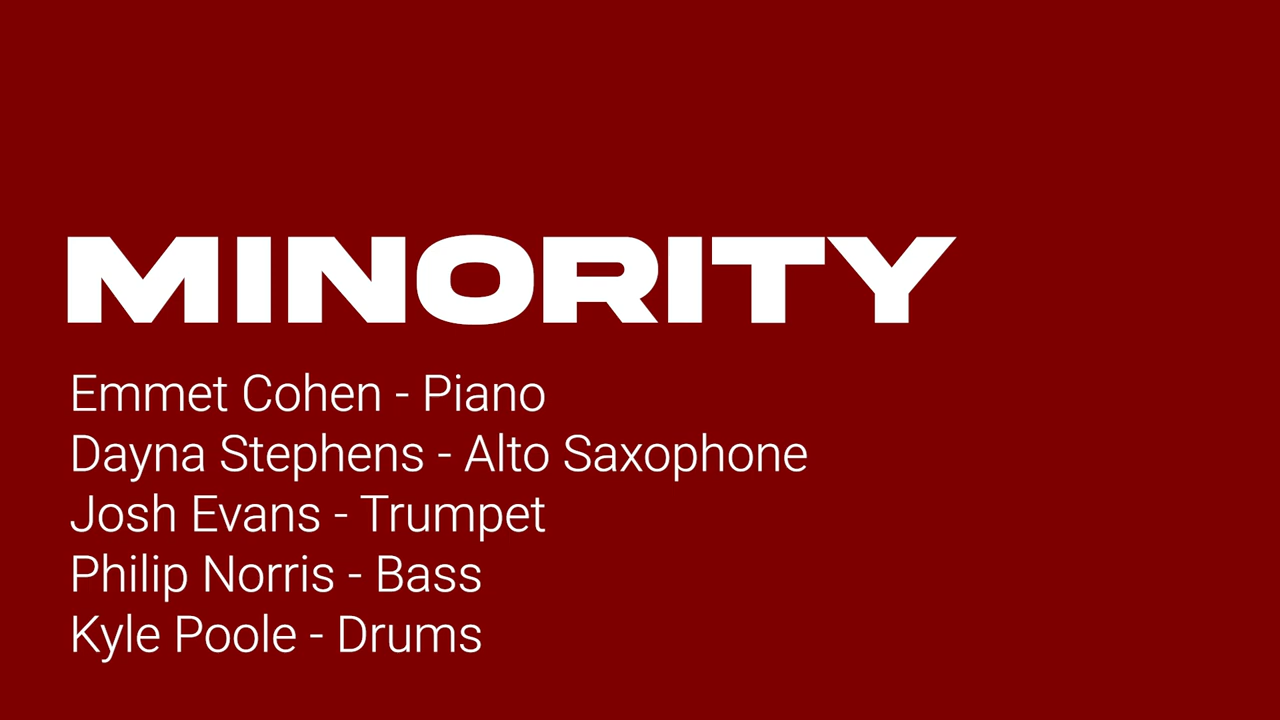 MINORITY
Emmet Cohen - Piano
Dayna Stephens - Alto Saxophone
Josh Evans - Trumpet
Philip Norris - Bass
Kyle Poole - Drums